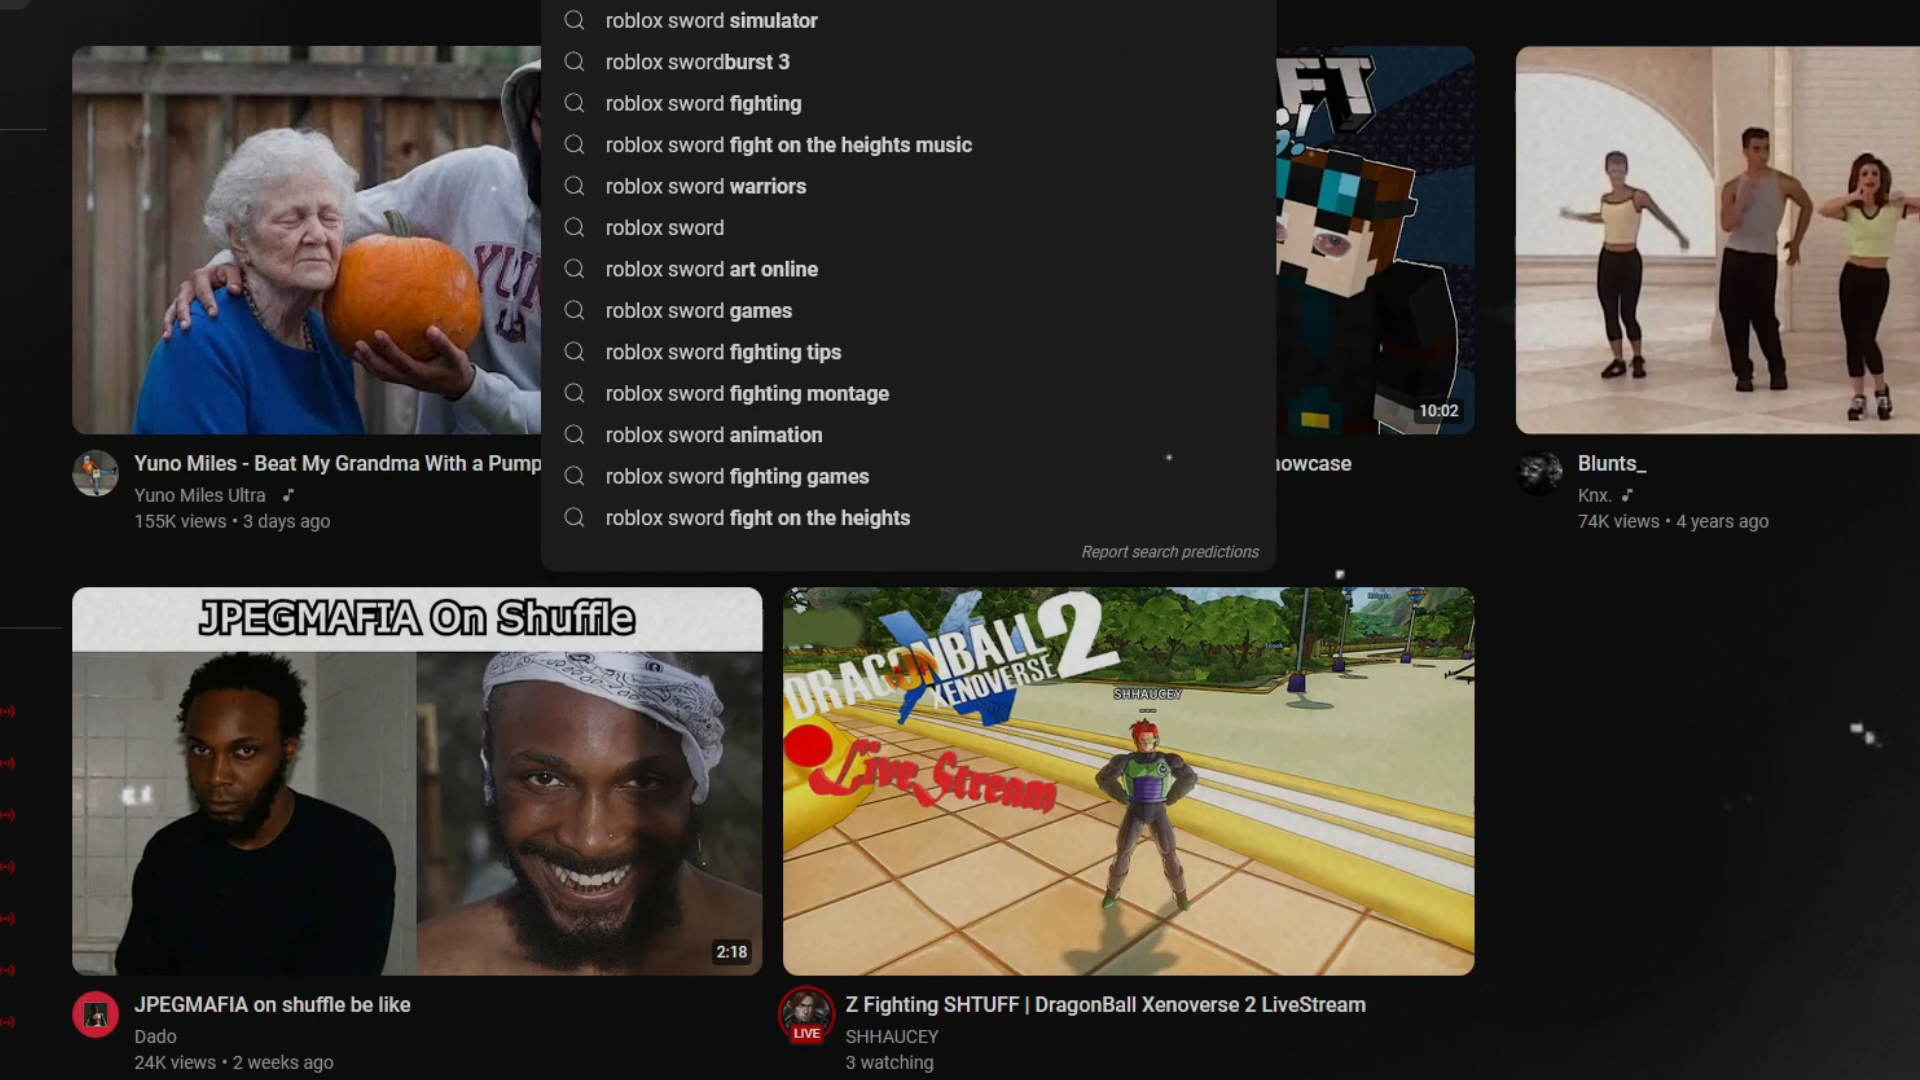 roblox sword simulator
roblox swordburst 3
roblox sword fighting
roblox sword fight on the heights music
roblox sword warriors
roblox sword
roblox sword art online
roblox sword games
roblox sword fighting tips
roblox sword fighting montage
roblox sword animation
roblox sword fighting games
roblox sword fight on the heights
Report search predictions
YUN
FT
10:02
Yuno Miles - Beat My Grandma With a Pump
Yuno Miles Ultra
155K views • 3 days ago
howcase
Blunts_
Knx.
74K views • 4 years ago
JPEGMAFIA On Shuffle
2:18
JPEGMAFIA on shuffle be like
Dado
24K views • 2 weeks ago
DRAGONBALL
XENOVERSE 2
Live Stream
SHHAUCEY
LIVE
Z Fighting SHTUFF | DragonBall Xenoverse 2 LiveStream
SHHAUCEY
3 watching